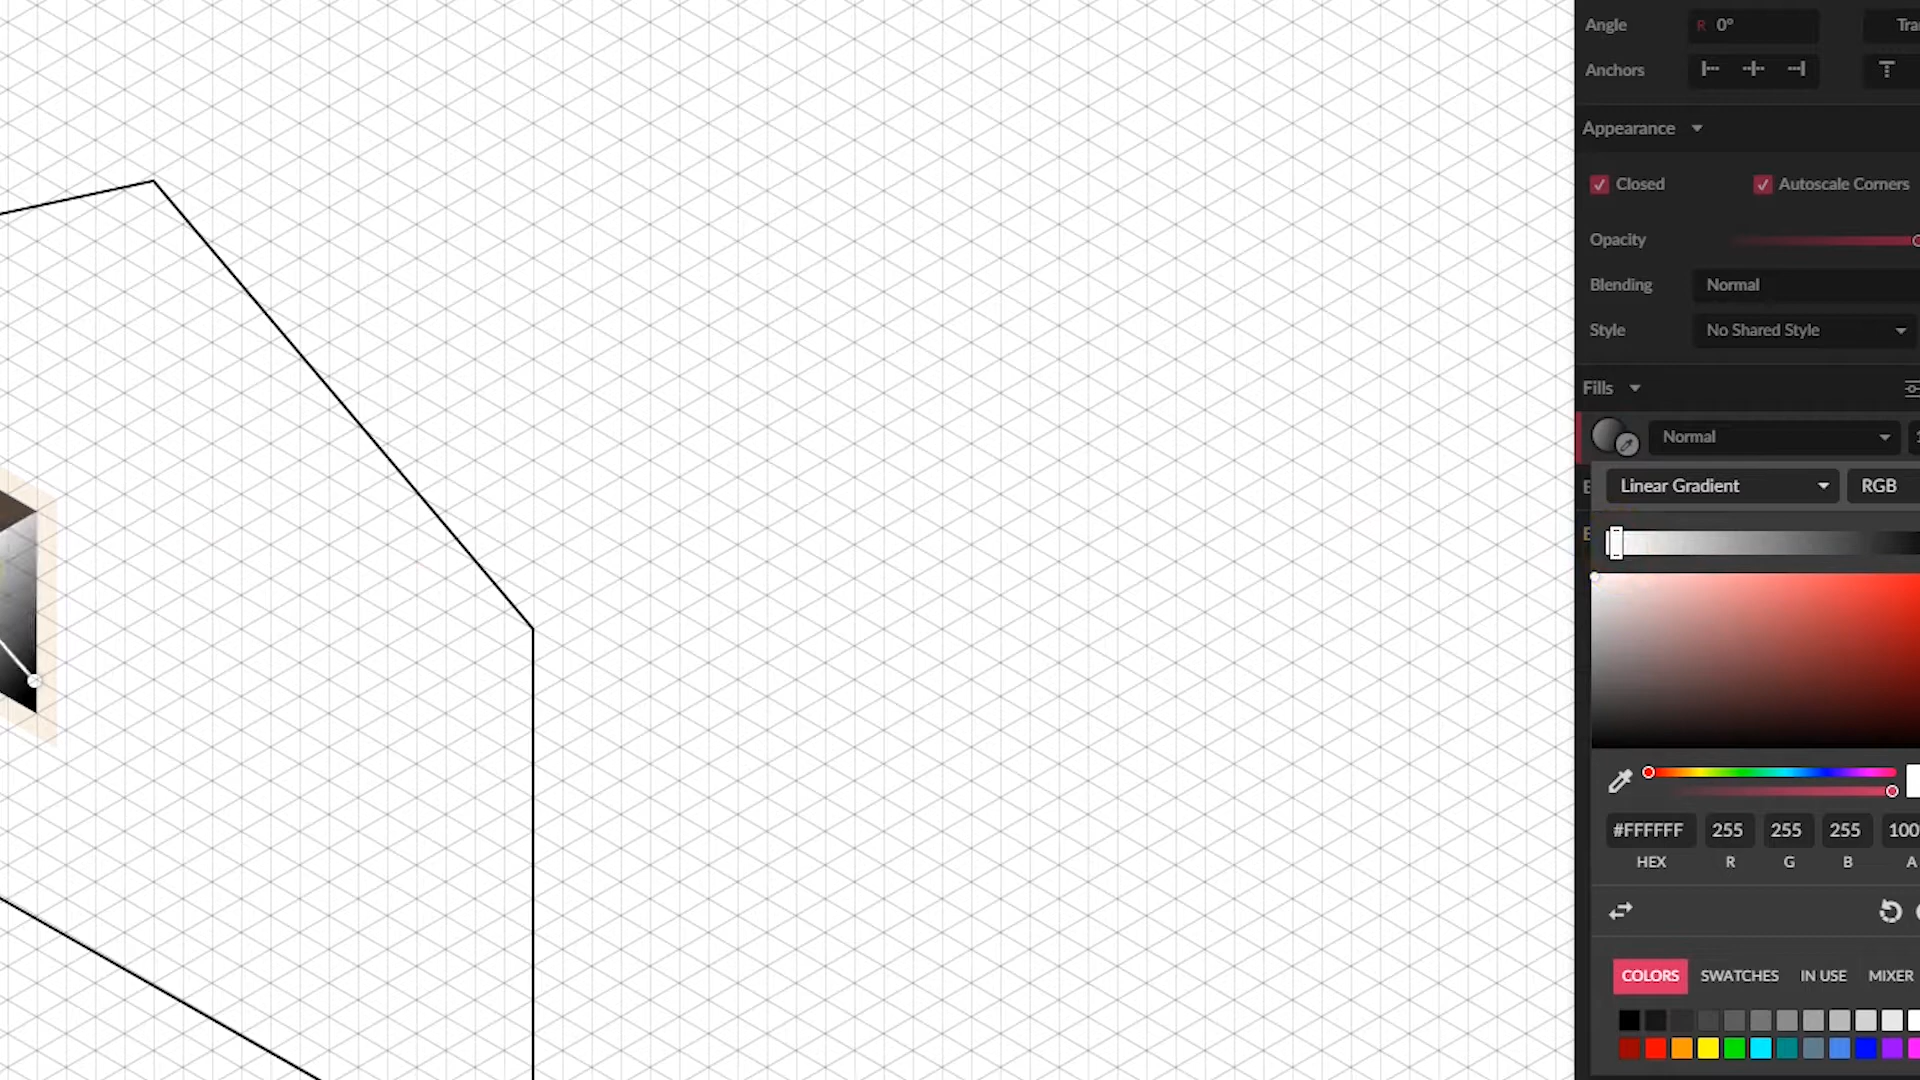 Angle R 0° Tra
Anchors
Appearance
Closed Autoscale Corners
Opacity
Blending Normal
Style No Shared Style
Fills
Normal
Linear Gradient RGB
#FFFFFF 255 255 255 100
HEX R G B A
COLORS SWATCHES IN USE MIXER